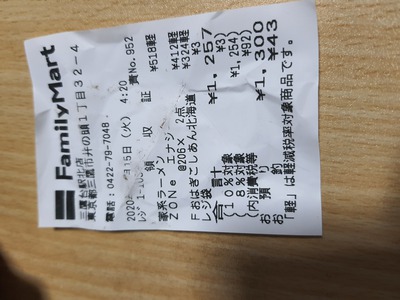 FamilyMart
三鷹台駅北店
東京都三鷹市井の頭1丁目32-4
電話：0422-79-7048
2020 月15日（火） 4:20
レジ 1-10 責No.952
領 収 証
家系ラーメン ¥518軽
ZONe エナジ
@206× 2点 ¥412軽
Fおはぎこしあん北海道 ¥324軽
レジ袋 ¥3
合 計 ¥1,257
（10%対象 ¥3）
（ 8%対象 ¥1,254）
（内消費税等 ¥92）
お 預 り ¥1,300
お 釣 ¥43
「軽」は軽減税率対象商品です。